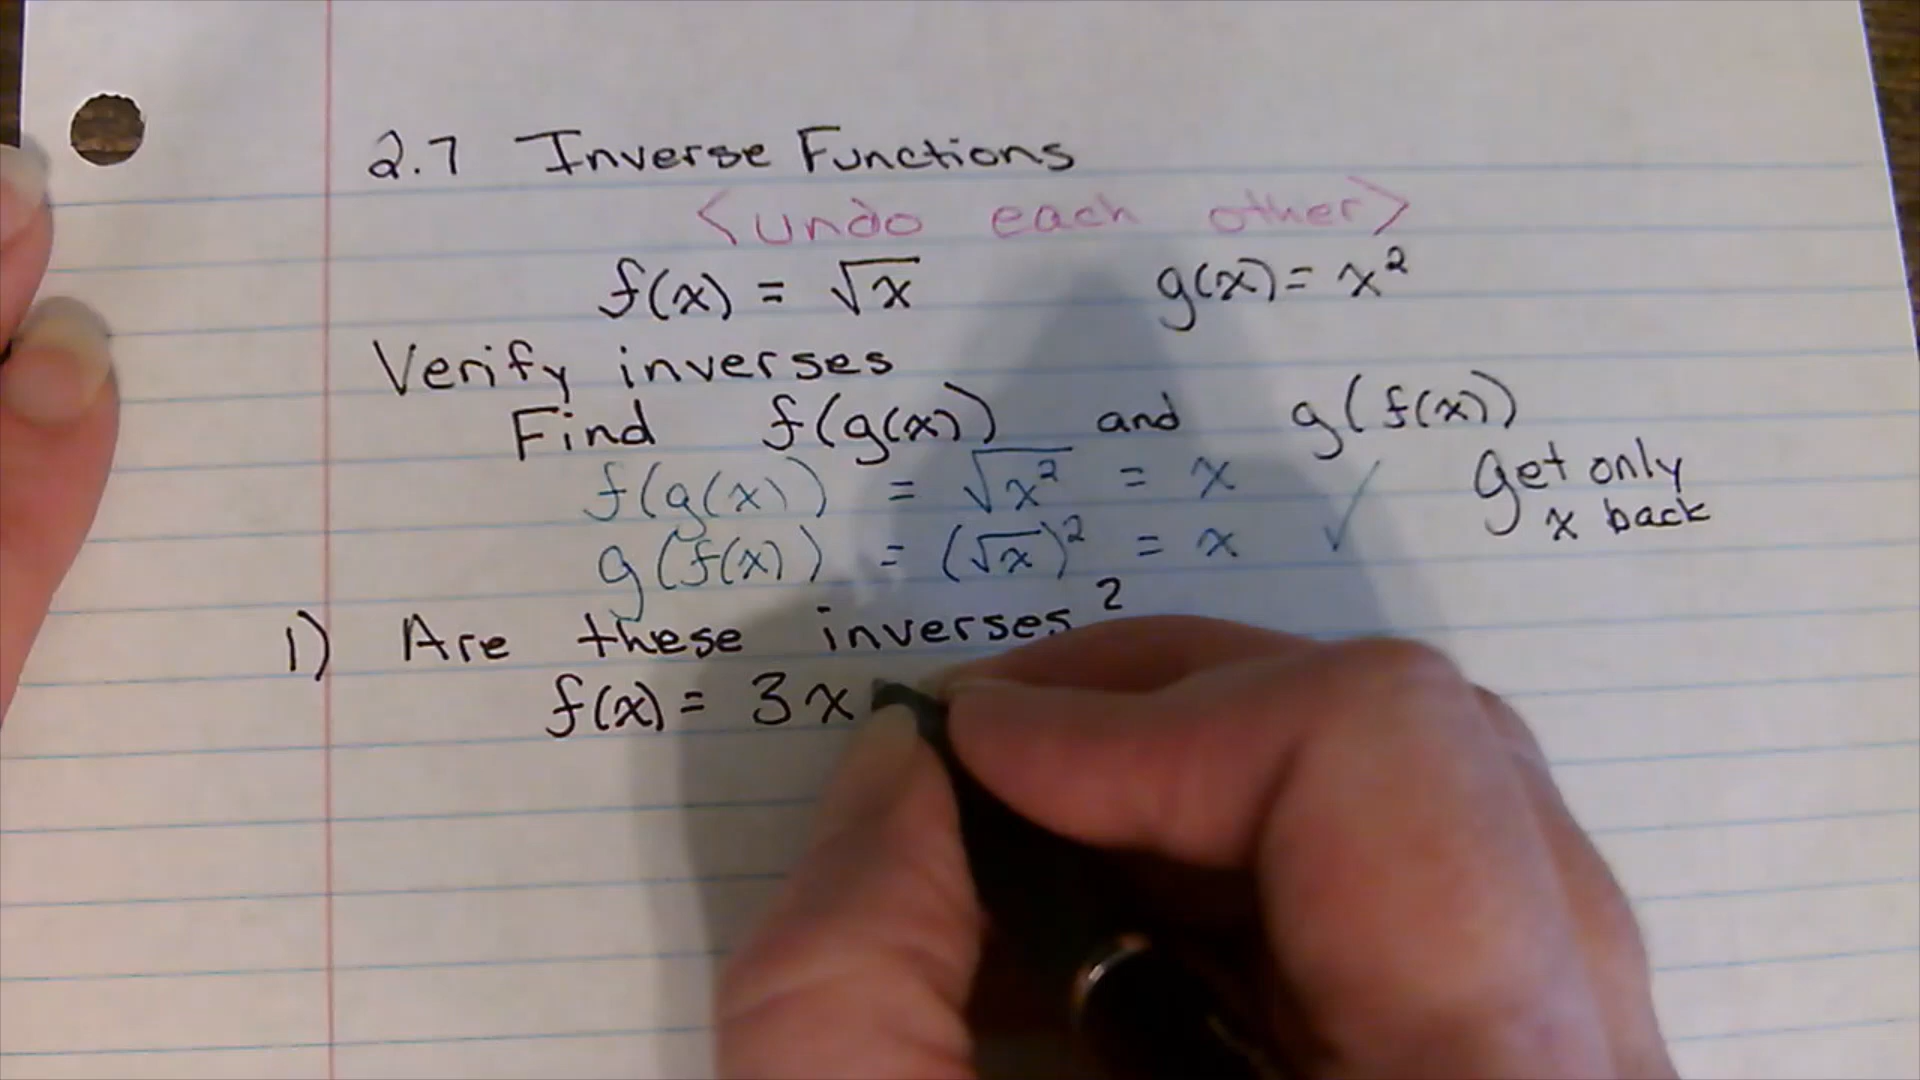 2.7 Inverse Functions
<undo each other>
f(x) = √x g(x) = x²
Verify inverses
Find f(g(x)) and g(f(x))
f(g(x)) = √x² = x ✓ Get only
g(f(x)) = (√x)² = x x back
1) Are these inverses?
f(x) = 3x